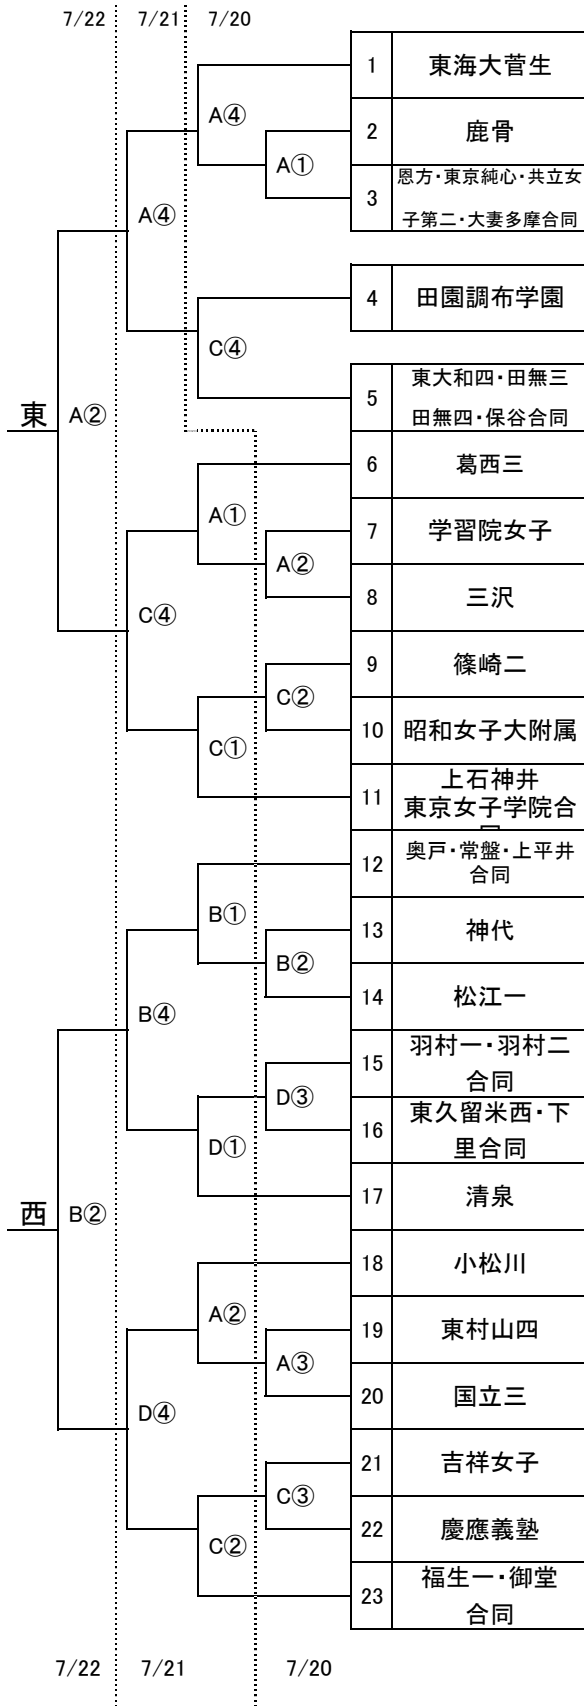 7/22 7/21 7/20
1 東海大菅生
A④
2 鹿骨
A①
恩方・東京純心・共立女
3
子第二・大妻多摩合同
A④
4 田園調布学園
C④
東大和四・田無三
5
田無四・保谷合同
東 A②
6 葛西三
A①
7 学習院女子
A②
8 三沢
C④
9 篠崎二
C②
10 昭和女子大附属
C①
上石神井
11
東京女子学院合
奥戸・常盤・上平井
12
合同
B①
13 神代
B②
14 松江一
B④
羽村一・羽村二
15
合同
D③
東久留米西・下
16
里合同
D①
17 清泉
西 B②
18 小松川
A②
19 東村山四
A③
20 国立三
D④
21 吉祥女子
C③
22 慶應義塾
C②
福生一・御堂
23
合同
7/22 7/21 7/20